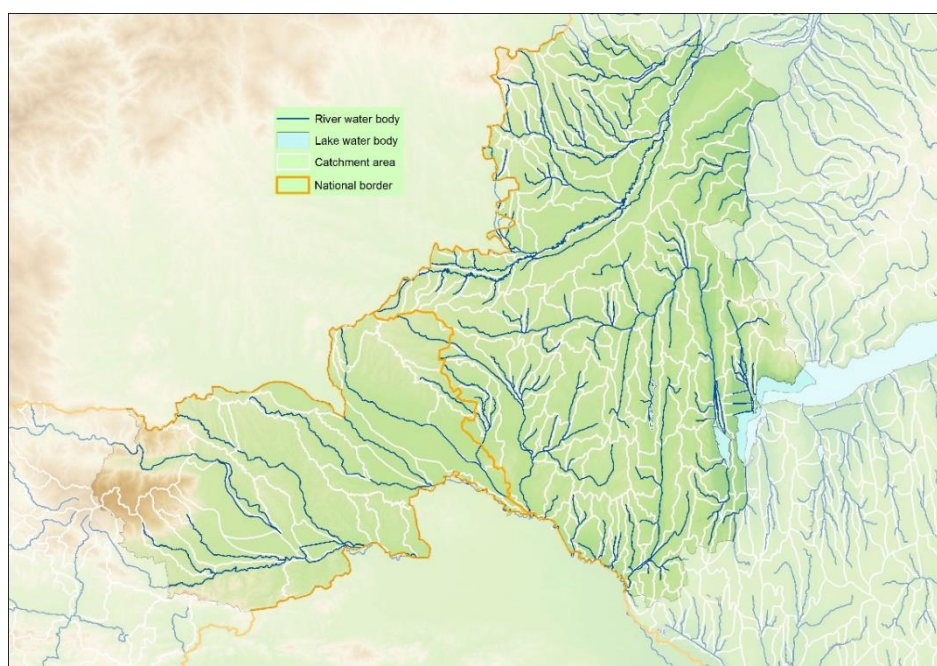 River water body
Lake water body
Catchment area
National border